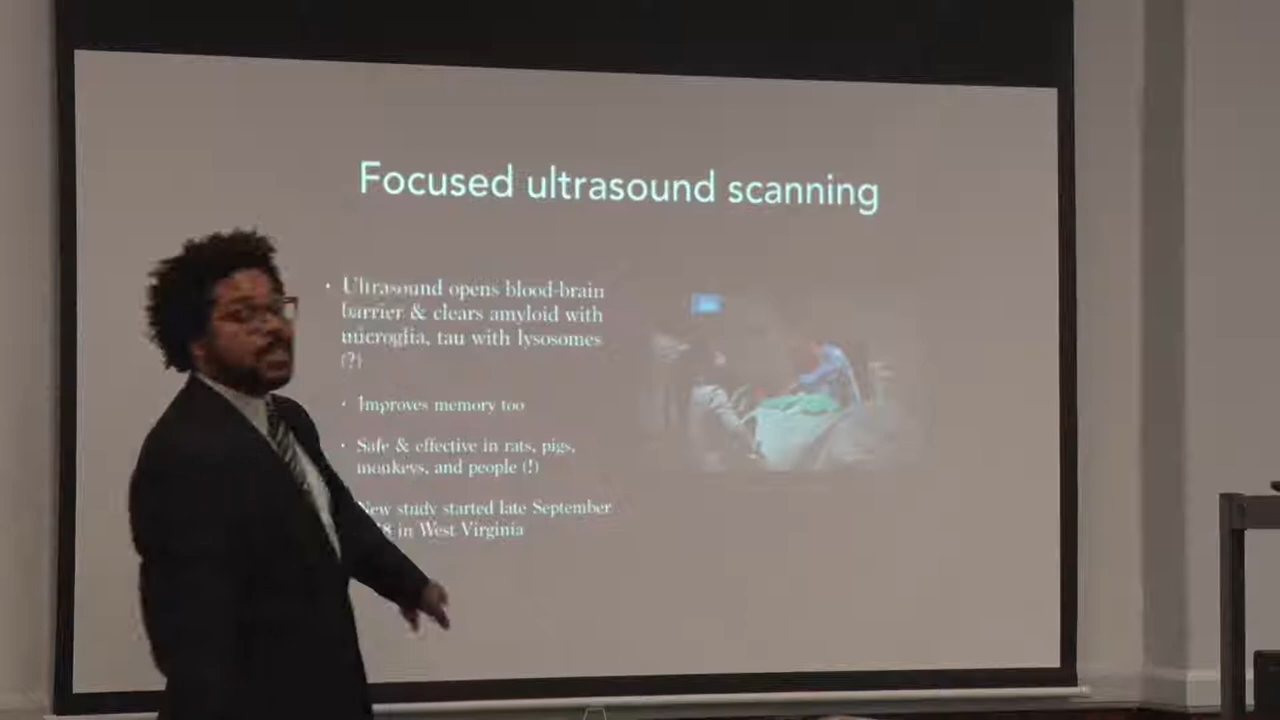 Focused ultrasound scanning
• Ultrasound opens blood-brain
barrier & clears amyloid with
microglia, tau with lysosomes
(?)
• Improves memory too
• Safe & effective in rats, pigs,
monkeys, and people (!)
New study started late September
8 in West Virginia